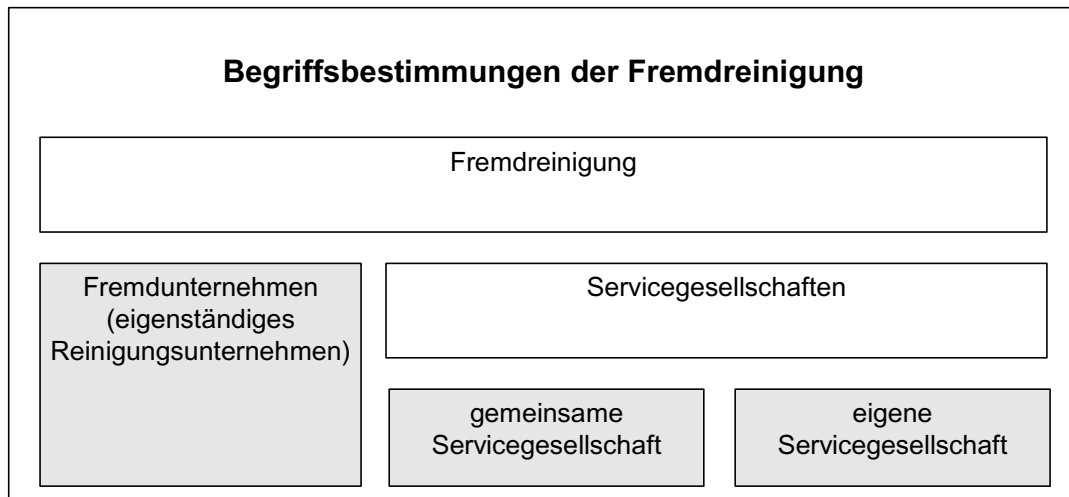 Begriffsbestimmungen der Fremdreinigung
Fremdreinigung
Fremdunternehmen
(eigenständiges
Reinigungsunternehmen)
Servicegesellschaften
gemeinsame
Servicegesellschaft
eigene
Servicegesellschaft